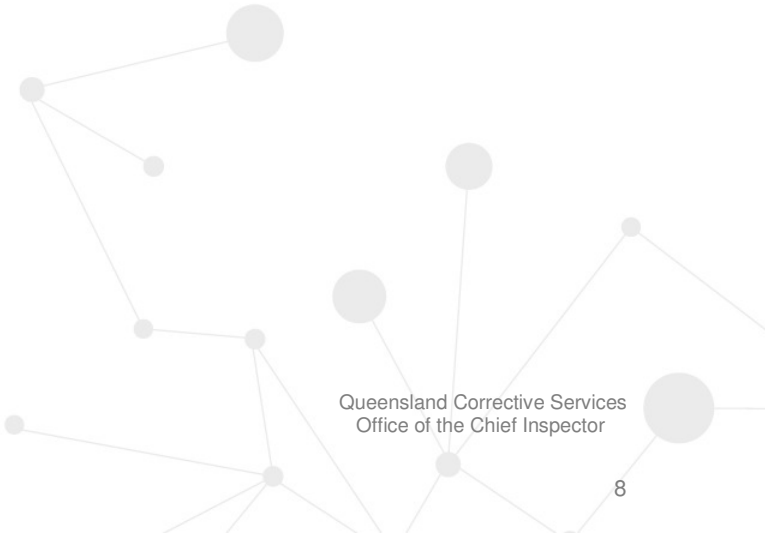 Queensland Corrective Services
Office of the Chief Inspector
8